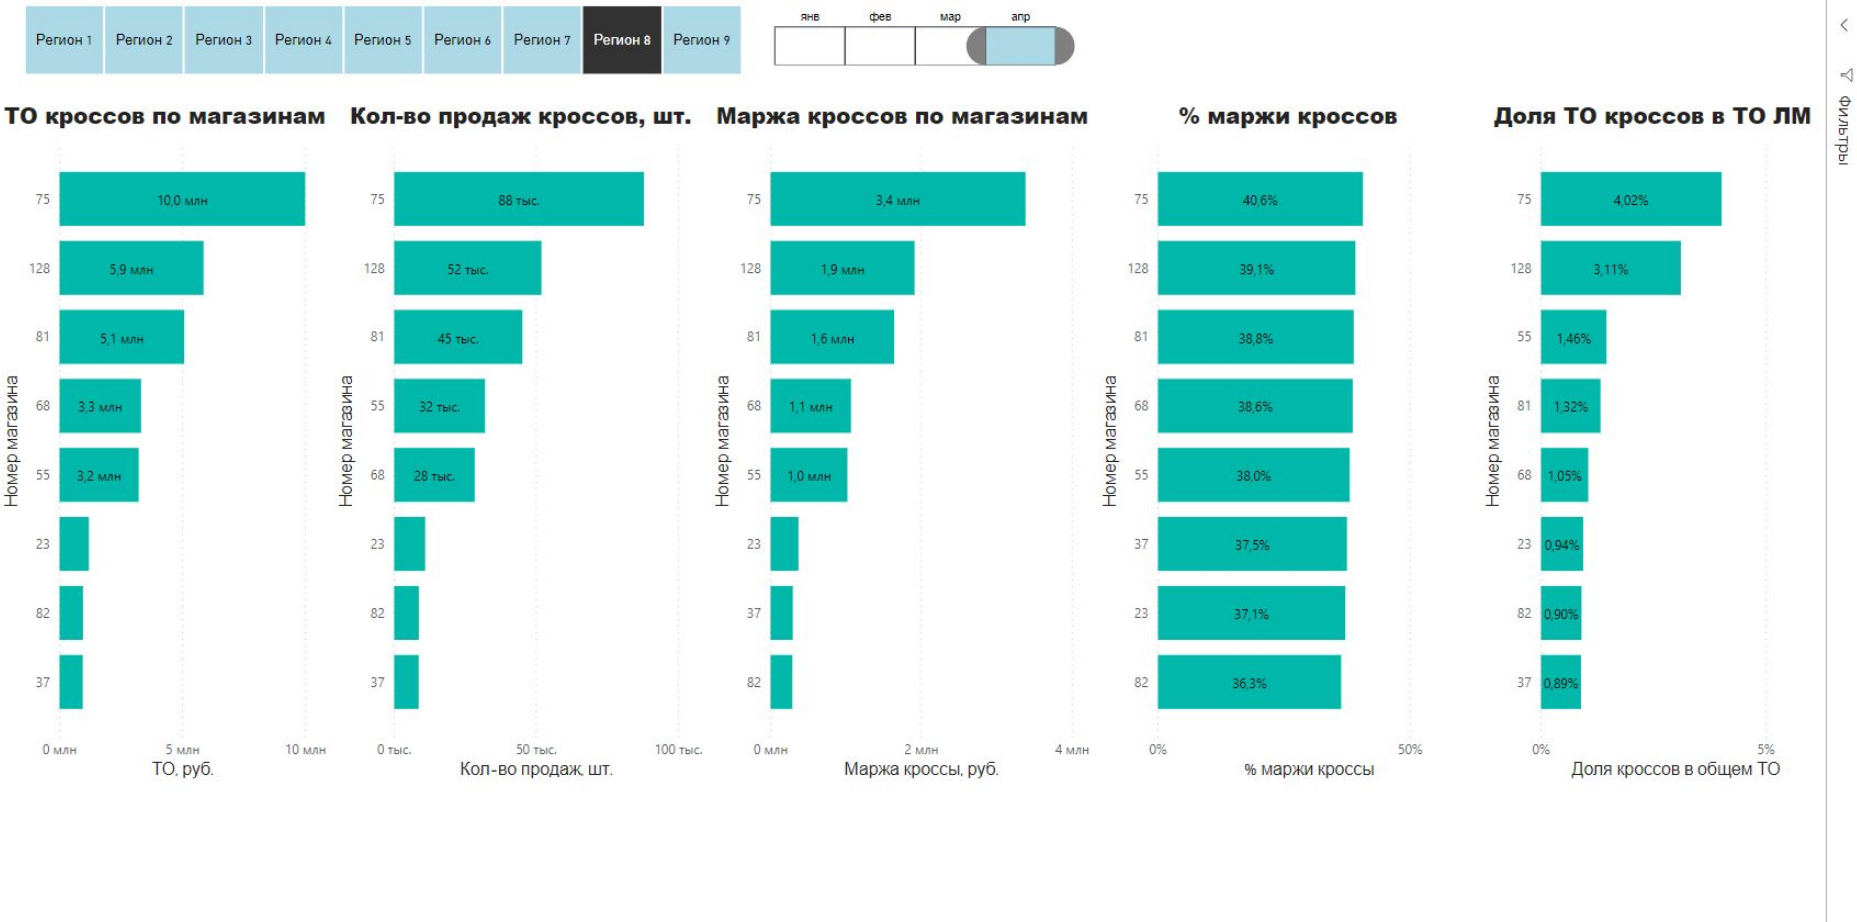 Регион 1 Регион 2 Регион 3 Регион 4 Регион 5 Регион 6 Регион 7 Регион 8 Регион 9
янв фев мар апр
Фильтры
ТО кроссов по магазинам
Номер магазина
75 10,0 млн
128 5,9 млн
81 5,1 млн
68 3,3 млн
55 3,2 млн
23
82
37
0 млн 5 млн 10 млн
ТО, руб.
Кол-во продаж кроссов, шт.
Номер магазина
75 88 тыс.
128 52 тыс.
81 45 тыс.
55 32 тыс.
68 28 тыс.
23
82
37
0 тыс. 50 тыс. 100 тыс.
Кол-во продаж, шт.
Маржа кроссов по магазинам
Номер магазина
75 3,4 млн
128 1,9 млн
81 1,6 млн
68 1,1 млн
55 1,0 млн
23
37
82
0 млн 2 млн 4 млн
Маржа кроссы, руб.
% маржи кроссов
Номер магазина
75 40,6%
128 39,1%
81 38,8%
68 38,6%
55 38,0%
37 37,5%
23 37,1%
82 36,3%
0% 50%
% маржи кроссы
Доля ТО кроссов в ТО ЛМ
Номер магазина
75 4,02%
128 3,11%
55 1,46%
81 1,32%
68 1,05%
23 0,94%
82 0,90%
37 0,89%
0% 5%
Доля кроссов в общем ТО